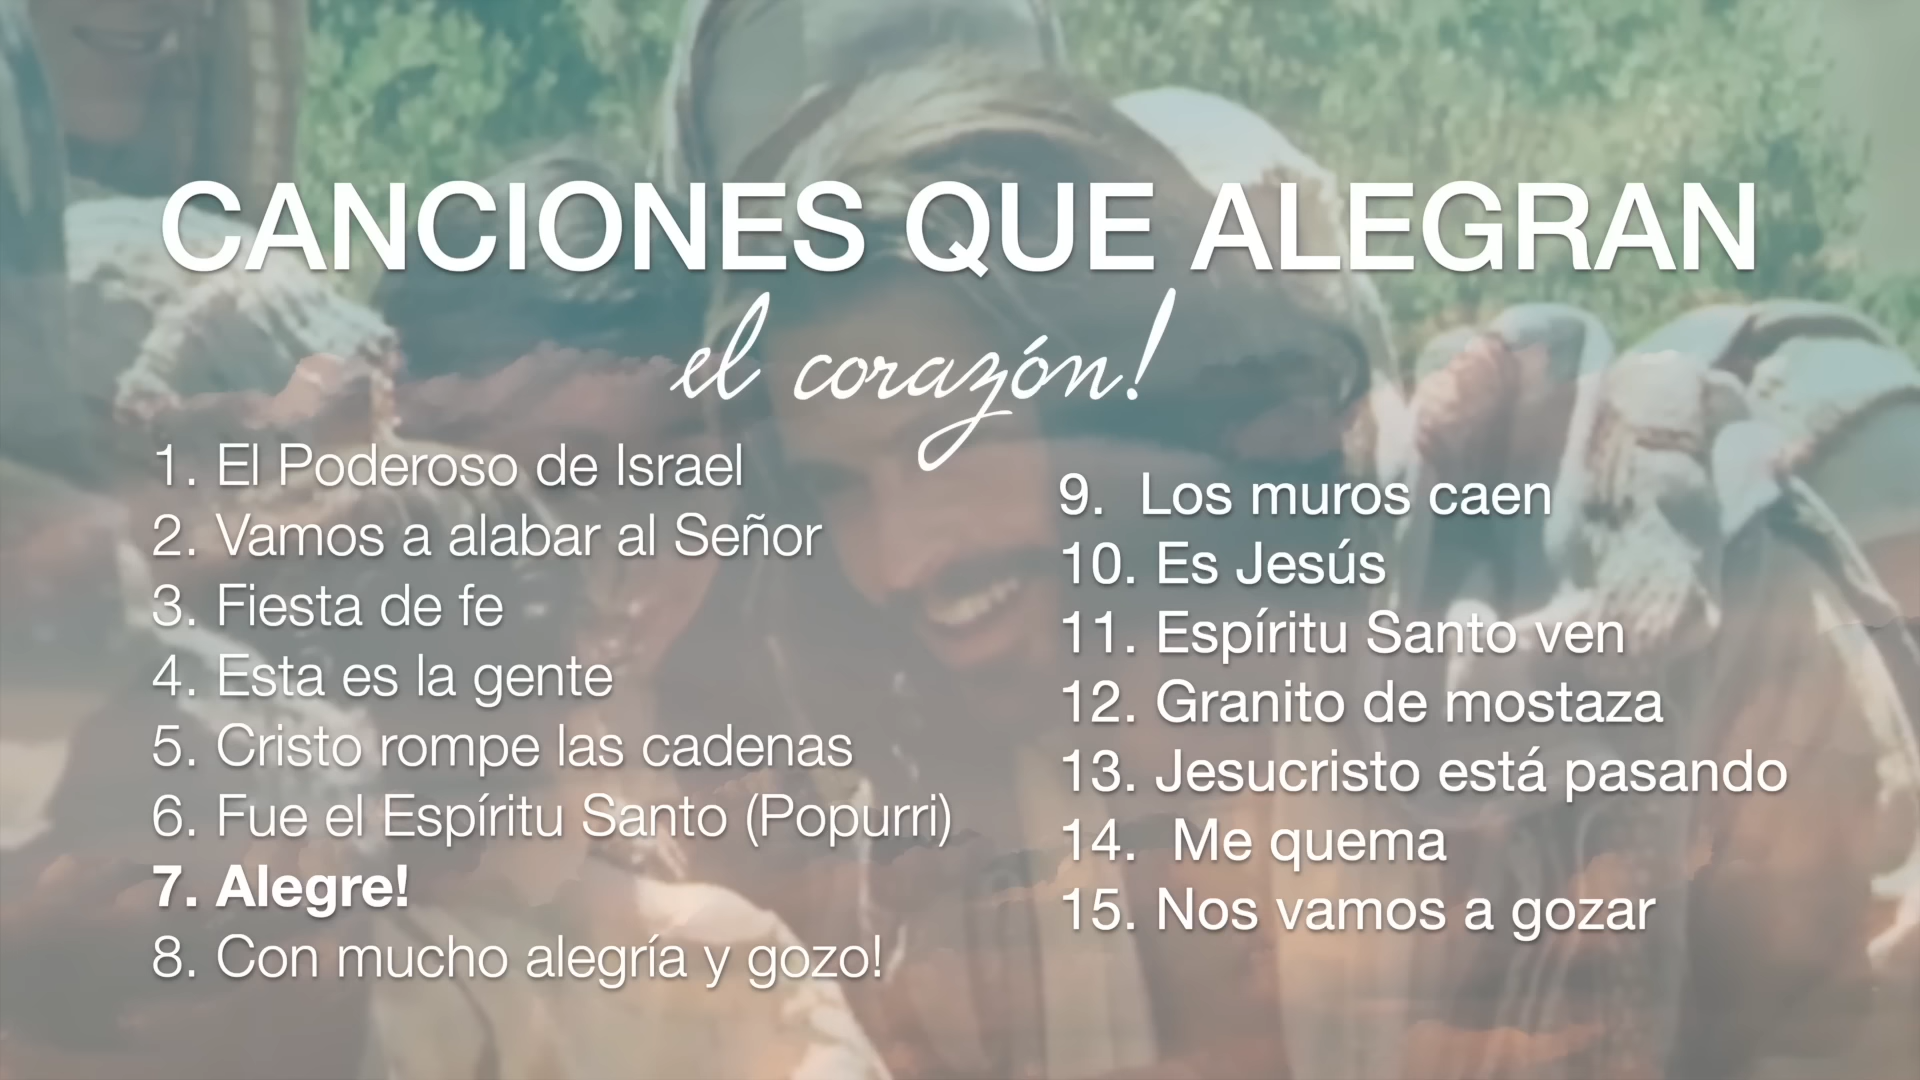 CANCIONES QUE ALEGRAN
el corazón!
1. El Poderoso de Israel
2. Vamos a alabar al Señor
3. Fiesta de fe
4. Esta es la gente
5. Cristo rompe las cadenas
6. Fue el Espíritu Santo (Popurri)
7. Alegre!
8. Con mucho alegría y gozo!
9. Los muros caen
10. Es Jesús
11. Espíritu Santo ven
12. Granito de mostaza
13. Jesucristo está pasando
14. Me quema
15. Nos vamos a gozar